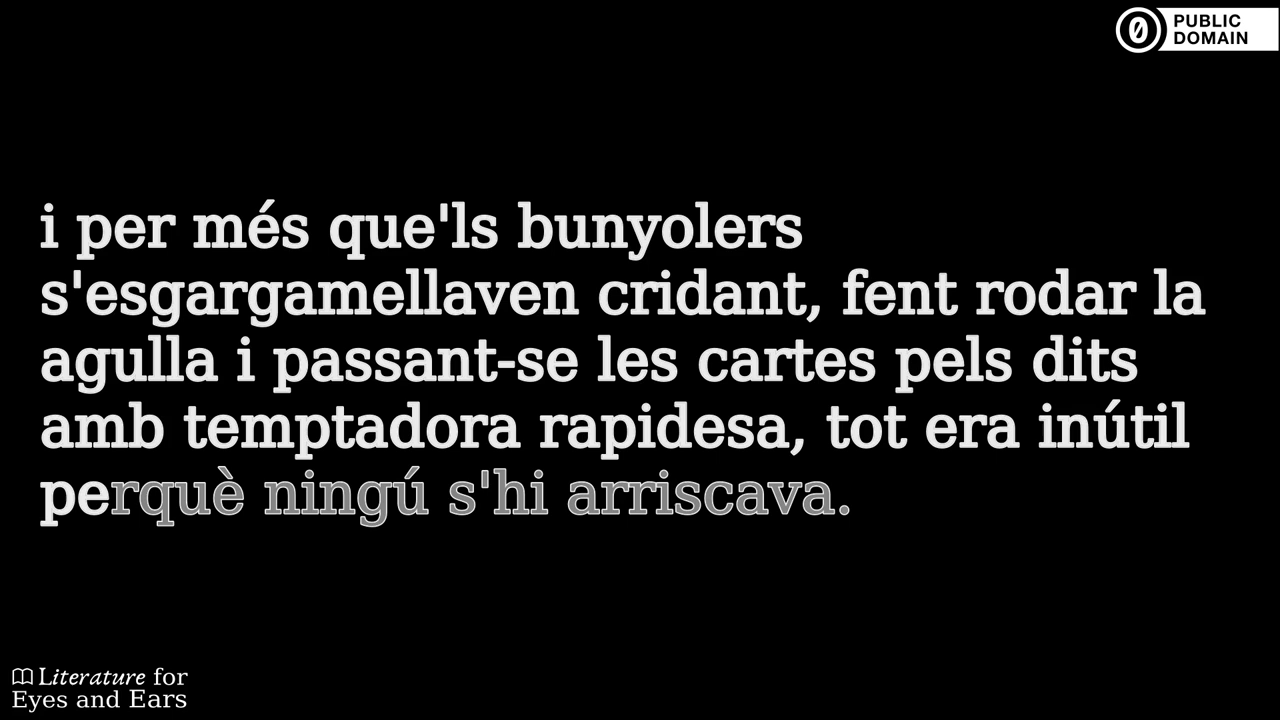 PUBLIC
DOMAIN
i per més que'ls bunyolers
s'esgargamellaven cridant, fent rodar la
agulla i passant-se les cartes pels dits
amb temptadora rapidesa, tot era inútil
perquè ningú s'hi arriscava.
Literature for
Eyes and Ears